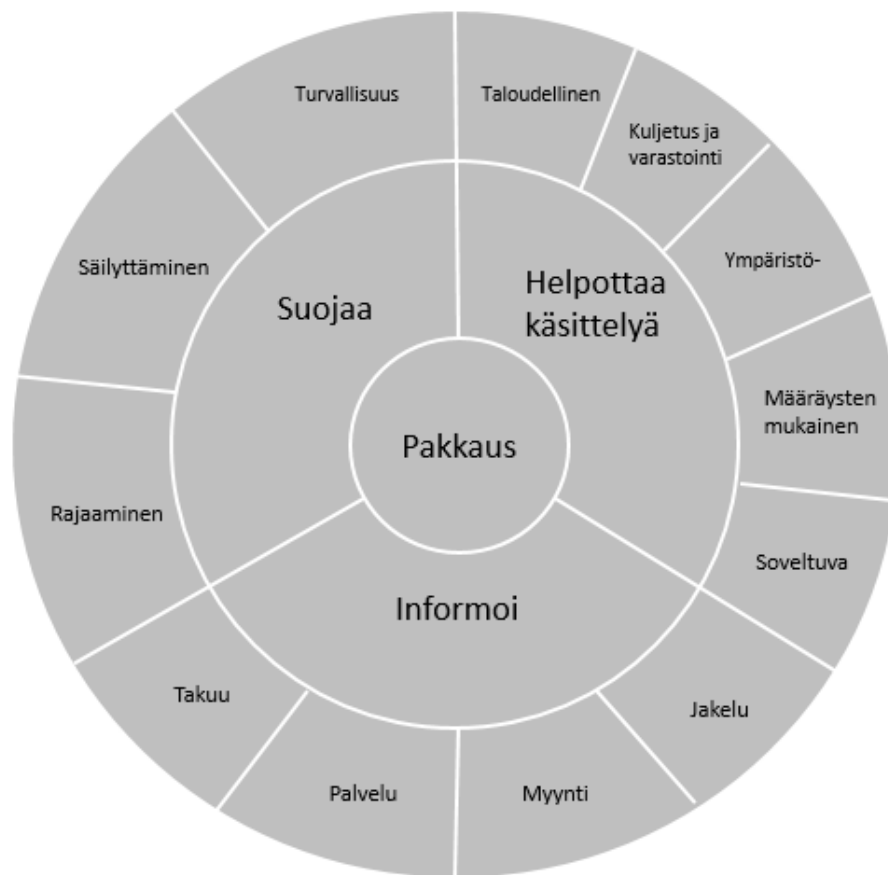 Turvallisuus
Taloudellinen
Kuljetus ja
varastointi
Säilyttäminen
Ympäristö-
Suojaa
Helpottaa
käsittelyä
Määräysten
mukainen
Pakkaus
Rajaaminen
Soveltuva
Informoi
Takuu
Jakelu
Palvelu
Myynti